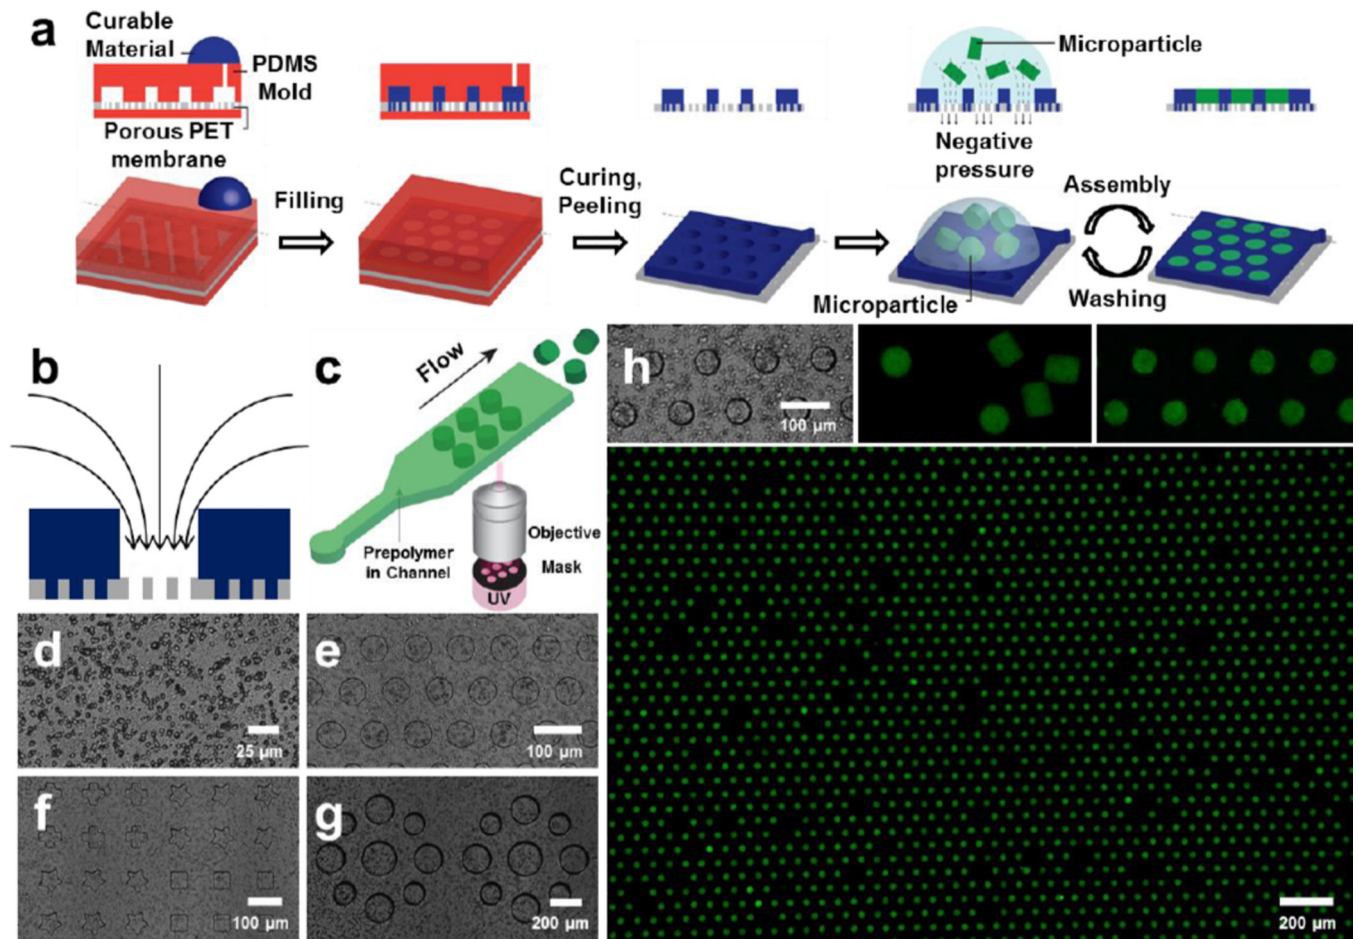 a
Curable
Material
PDMS
Mold
Porous PET
membrane
Filling
Curing,
Peeling
Microparticle
Negative
pressure
Microparticle
Assembly
Washing
b
c
Flow
Prepolymer
in Channel
Objective
Mask
UV
h
100 µm
d
25 µm
e
100 µm
f
100 µm
g
200 µm
200 µm